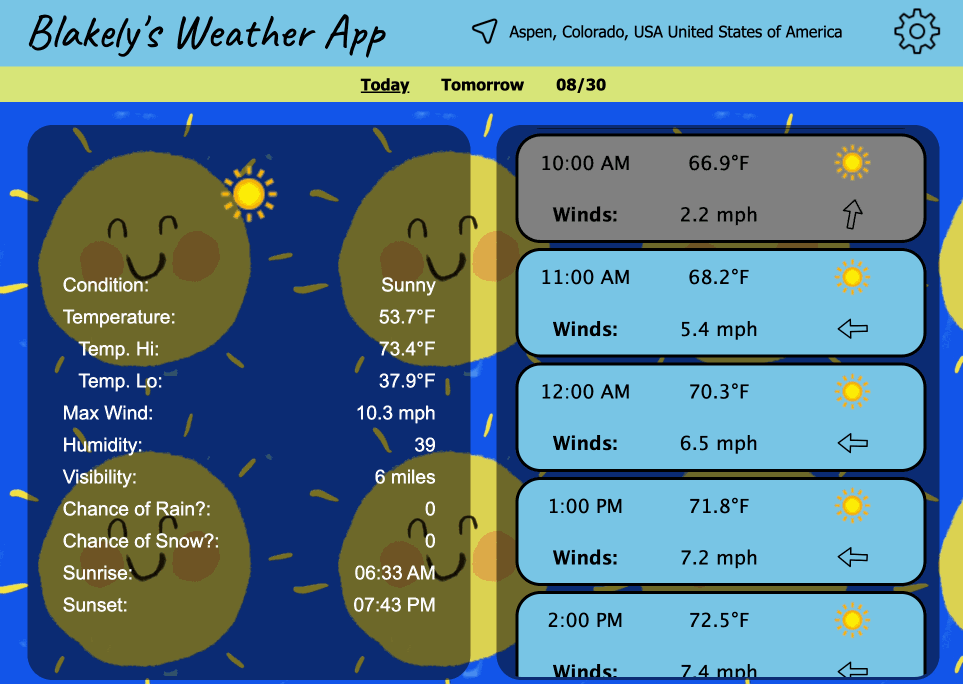 Blakely's Weather App
Aspen, Colorado, USA United States of America
Today Tomorrow 08/30
Condition: Sunny
Temperature: 53.7°F
Temp. Hi: 73.4°F
Temp. Lo: 37.9°F
Max Wind: 10.3 mph
Humidity: 39
Visibility: 6 miles
Chance of Rain?: 0
Chance of Snow?: 0
Sunrise: 06:33 AM
Sunset: 07:43 PM
10:00 AM 66.9°F
Winds: 2.2 mph
11:00 AM 68.2°F
Winds: 5.4 mph
12:00 AM 70.3°F
Winds: 6.5 mph
1:00 PM 71.8°F
Winds: 7.2 mph
2:00 PM 72.5°F
Winds: 7.4 mph